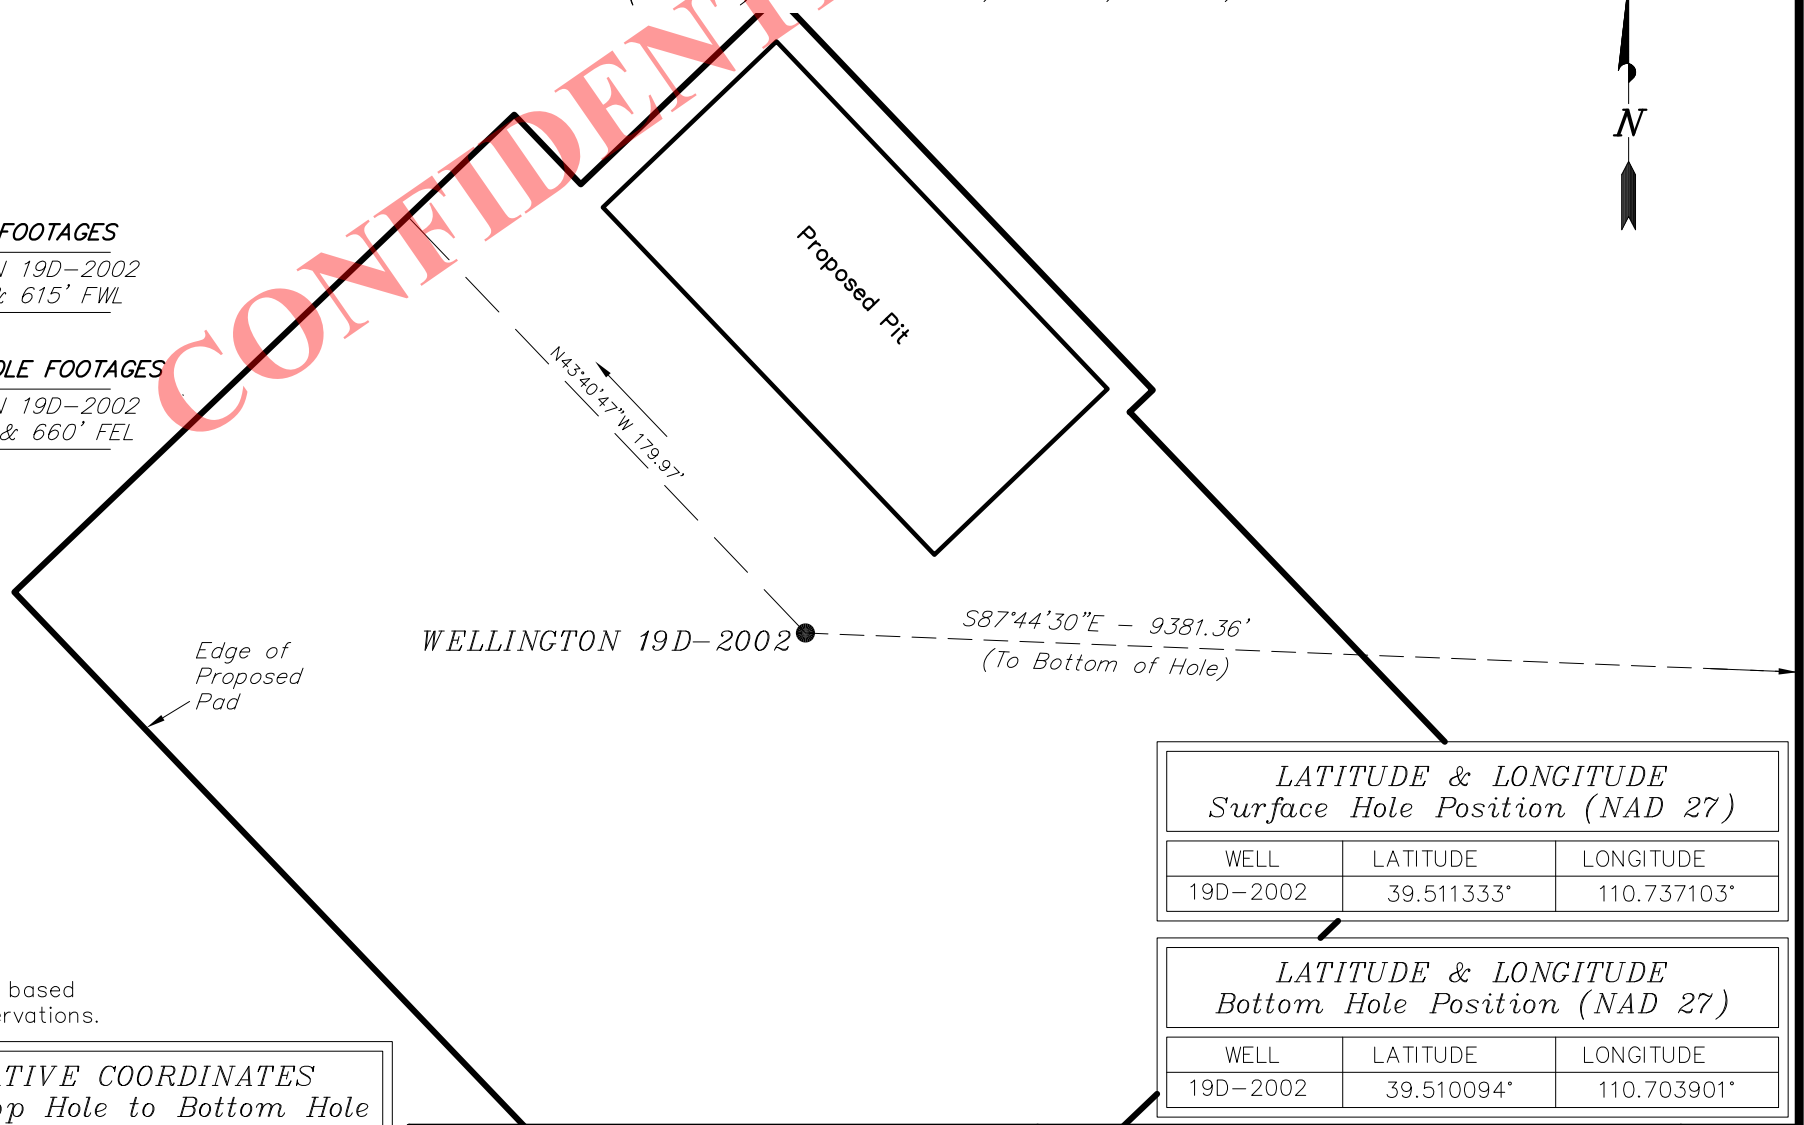 CONFIDENT
N
FOOTAGES
19D-2002
& 615' FWL
FOOTAGES
19D-2002
& 660' FEL
Proposed Pit
N43°40'47"W 179.97'
WELLINGTON 19D-2002
S87°44'30"E - 9381.36'
(To Bottom of Hole)
Edge of
Proposed
Pad
LATITUDE & LONGITUDE
Surface Hole Position (NAD 27)
WELL LATITUDE LONGITUDE
19D-2002 39.511333° 110.737103°
LATITUDE & LONGITUDE
Bottom Hole Position (NAD 27)
WELL LATITUDE LONGITUDE
19D-2002 39.510094° 110.703901°
based
ervations.
ATIVE COORDINATES
op Hole to Bottom Hole